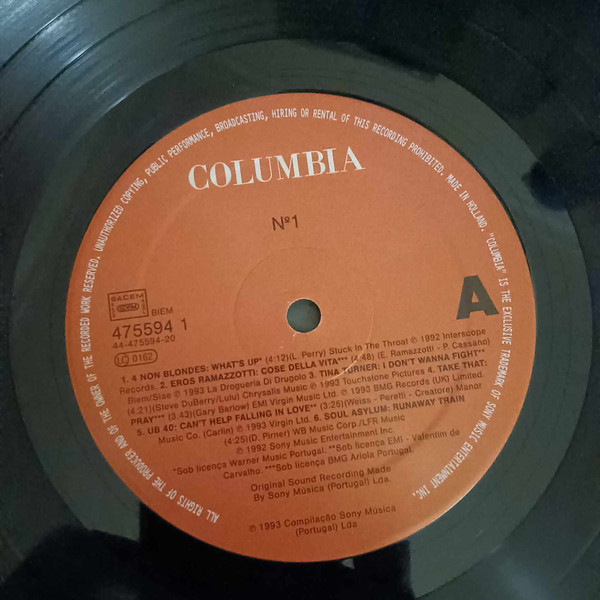 ALL RIGHTS OF THE PRODUCER AND OF THE OWNER OF THE RECORDED WORK RESERVED. UNAUTHORIZED COPYING, PUBLIC PERFORMANCE, BROADCASTING, HIRING OR RENTAL OF THIS RECORDING PROHIBITED. MADE IN HOLLAND. "COLUMBIA" IS THE EXCLUSIVE TRADEMARK OF SONY MUSIC ENTERTAINMENT INC.
COLUMBIA
Nº1
SACEM
BIEM
475594 1
44-475594-20
LC 0162
A
1. 4 NON BLONDES: WHAT'S UP* (4:12)(L. Perry) Stuck In The Throat ℗ 1992 Interscope
Records. 2. EROS RAMAZZOTTI: COSE DELLA VITA*** (4:48) (E. Ramazzotti - P. Cassano)
Biem/Siae ℗ 1993 La Drogueria Di Drugolo 3. TINA TURNER: I DON'T WANNA FIGHT**
(4:21)(Steve DuBerry/Lulu) Chrysalis Music ℗ 1993 Touchstone Pictures 4. TAKE THAT:
PRAY*** (3:43)(Gary Barlow) EMI Virgin Music Ltd. ℗ 1993 BMG Records (UK) Limited.
5. UB 40: CAN'T HELP FALLING IN LOVE** (3:25)(Weiss - Peretti - Creatore) Manor
Music Co. (Carlin) ℗ 1993 Virgin Ltd. 6. SOUL ASYLUM: RUNAWAY TRAIN
(4:25)(D. Pirner) WB Music Corp./LFR Music
℗ 1992 Sony Music Entertainment Inc.
*Sob licença Warner Music Portugal. **Sob licença EMI - Valentim de
Carvalho. ***Sob licença BMG Ariola Portugal.
Original Sound Recording Made
By Sony Música (Portugal) Lda.
℗ 1993 Compilação Sony Música
(Portugal) Lda